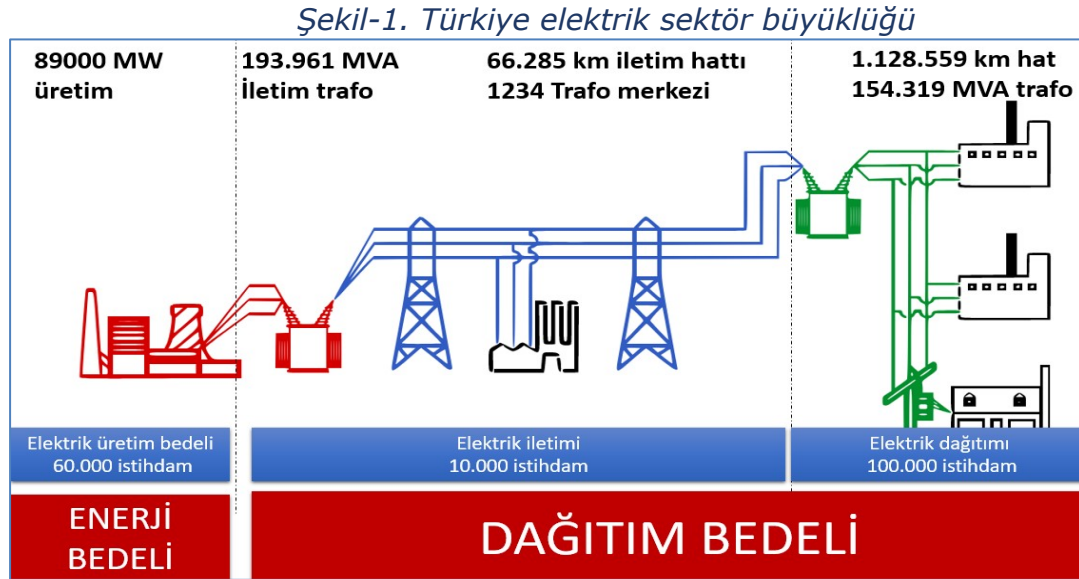 Şekil-1. Türkiye elektrik sektör büyüklüğü
89000 MW
üretim
193.961 MVA
İletim trafo
66.285 km iletim hattı
1234 Trafo merkezi
1.128.559 km hat
154.319 MVA trafo
Elektrik üretim bedeli
60.000 istihdam
Elektrik iletimi
10.000 istihdam
Elektrik dağıtımı
100.000 istihdam
ENERJİ
BEDELİ
DAĞITIM BEDELİ